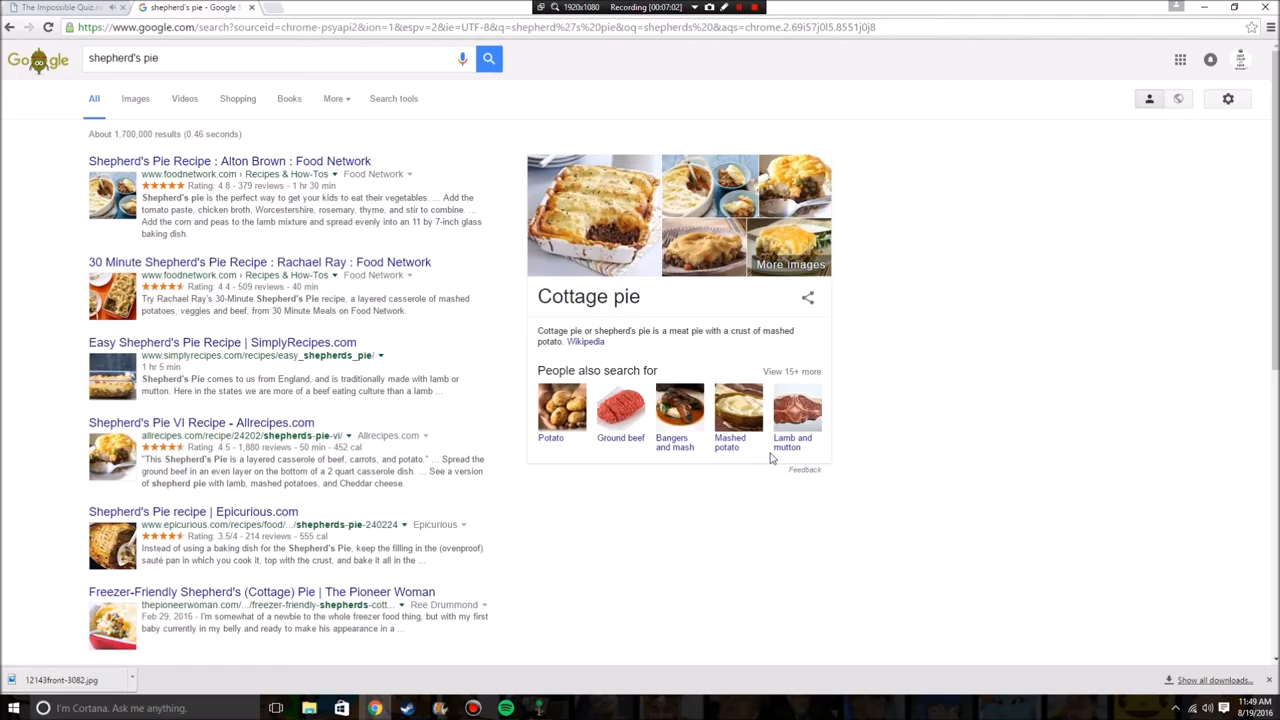 The Impossible Quiz
shepherd's pie - Google S
1920x1080
Recording [00:07:02]
https://www.google.com/search?sourceid=chrome-psyapi2&ion=1&espv=2&ie=UTF-8&q=shepherd%27s%20pie&oq=shepherds%20&aqs=chrome.2.69i57j0l5.8551j0j8
Google
shepherd's pie
All
Images
Videos
Shopping
Books
More
Search tools
About 1,700,000 results (0.46 seconds)
Shepherd's Pie Recipe : Alton Brown : Food Network
www.foodnetwork.com › Recipes & How-Tos Food Network
Rating: 4.8 - 379 reviews - 1 hr 30 min
Shepherd's pie is the perfect way to get your kids to eat their vegetables. ... Add the
tomato paste, chicken broth, Worcestershire, rosemary, thyme, and stir to combine. ...
Add the corn and peas to the lamb mixture and spread evenly into an 11 by 7-inch glass
baking dish.
30 Minute Shepherd's Pie Recipe : Rachael Ray : Food Network
www.foodnetwork.com › Recipes & How-Tos Food Network
Rating: 4.4 - 509 reviews - 40 min
Try Rachael Ray's 30-Minute Shepherd's Pie recipe, a layered casserole of mashed
potatoes, veggies and beef, from 30 Minute Meals on Food Network.
Easy Shepherd's Pie Recipe | SimplyRecipes.com
www.simplyrecipes.com/recipes/easy_shepherds_pie/
1 hr 5 min
Shepherd's Pie comes to us from England, and is traditionally made with lamb or
mutton. Here in the states we are more of a beef eating culture than a lamb ...
Shepherd's Pie VI Recipe - Allrecipes.com
allrecipes.com/recipe/24202/shepherds-pie-vi/ Allrecipes.com
Rating: 4.5 - 1,880 reviews - 50 min - 452 cal
"This Shepherd's Pie is a layered casserole of beef, carrots, and potato." ... Spread the
ground beef in an even layer on the bottom of a 2 quart casserole dish. ... See a version
of shepherd pie with lamb, mashed potatoes, and Cheddar cheese.
Shepherd's Pie recipe | Epicurious.com
www.epicurious.com/recipes/food/.../shepherds-pie-240224 Epicurious
Rating: 3.5/4 - 214 reviews - 555 cal
Instead of using a baking dish for the Shepherd's Pie, keep the filling in the (ovenproof)
sauté pan in which you cook it, top with the crust, and bake it all in the ...
Freezer-Friendly Shepherd's (Cottage) Pie | The Pioneer Woman
thepioneerwoman.com/.../freezer-friendly-shepherds-cott... Ree Drummond
Feb 29, 2016 - I'm somewhat of a newbie to the whole freezer food thing, but with my first
baby currently in my belly and ready to make his appearance in a ...
More images
Cottage pie
Cottage pie or shepherd's pie is a meat pie with a crust of mashed
potato. Wikipedia
People also search for
View 15+ more
Potato
Ground beef
Bangers
and mash
Mashed
potato
Lamb and
mutton
Feedback
12143front-3082.jpg
Show all downloads...
I'm Cortana. Ask me anything.
11:49 AM
8/19/2016